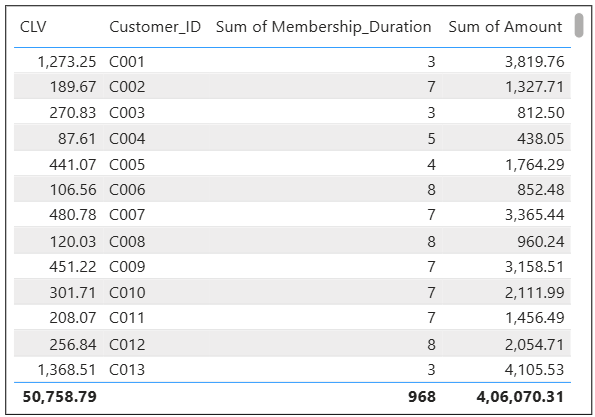 CLV Customer_ID Sum of Membership_Duration Sum of Amount
1,273.25 C001 3 3,819.76
189.67 C002 7 1,327.71
270.83 C003 3 812.50
87.61 C004 5 438.05
441.07 C005 4 1,764.29
106.56 C006 8 852.48
480.78 C007 7 3,365.44
120.03 C008 8 960.24
451.22 C009 7 3,158.51
301.71 C010 7 2,111.99
208.07 C011 7 1,456.49
256.84 C012 8 2,054.71
1,368.51 C013 3 4,105.53
50,758.79 968 4,06,070.31